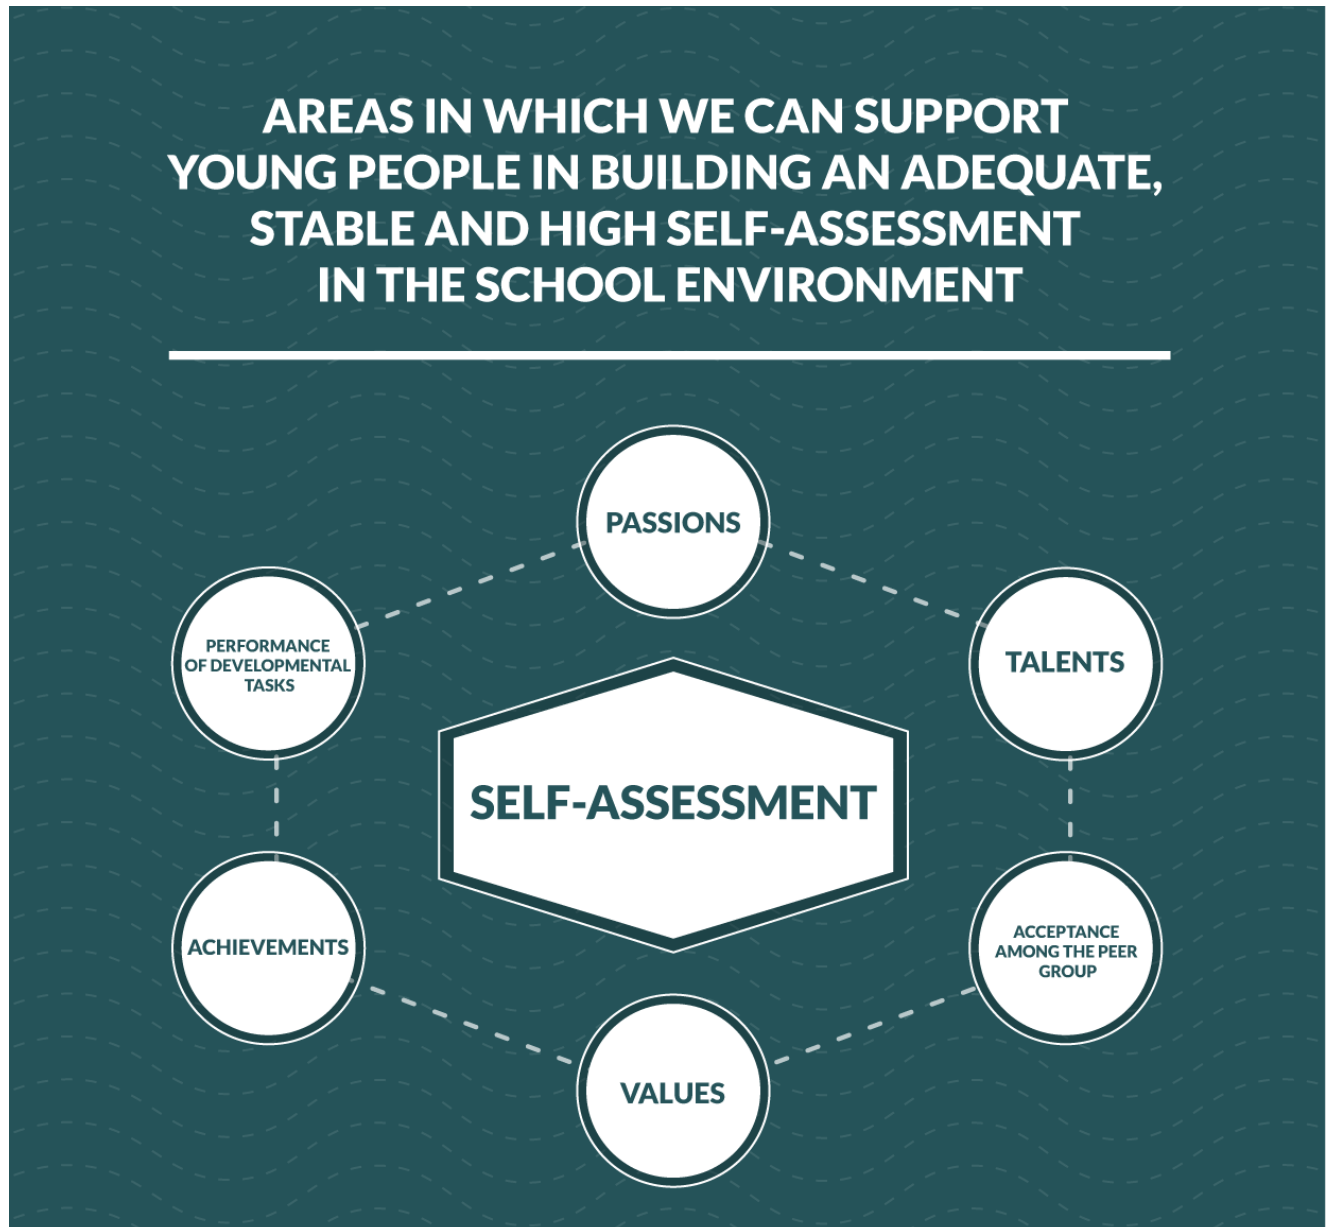 AREAS IN WHICH WE CAN SUPPORT
YOUNG PEOPLE IN BUILDING AN ADEQUATE,
STABLE AND HIGH SELF-ASSESSMENT
IN THE SCHOOL ENVIRONMENT
PASSIONS
PERFORMANCE
OF DEVELOPMENTAL
TASKS
TALENTS
SELF-ASSESSMENT
ACHIEVEMENTS
ACCEPTANCE
AMONG THE PEER
GROUP
VALUES